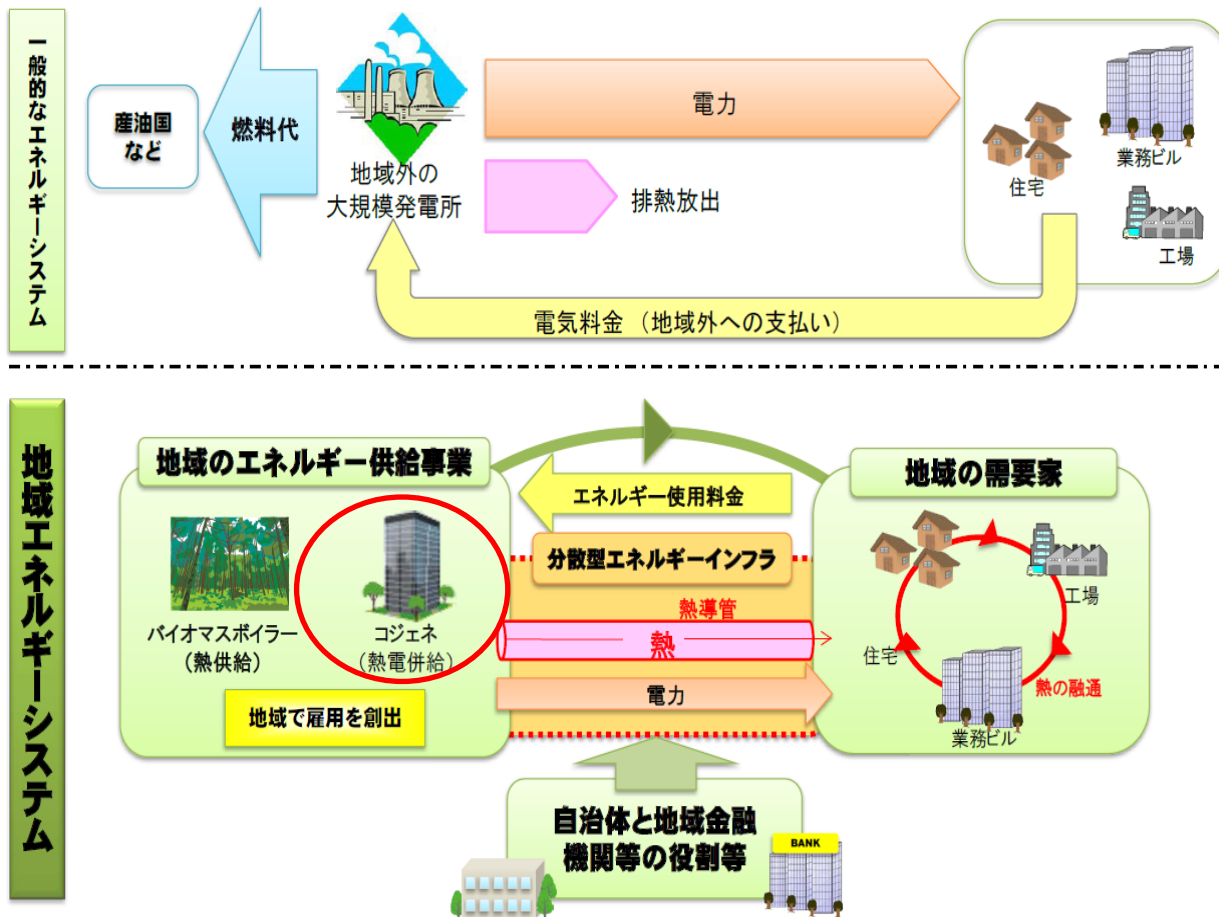 一般的なエネルギーシステム
産油国
など
燃料代
地域外の
大規模発電所
電力
排熱放出
住宅
業務ビル
工場
電気料金 （地域外への支払い）
地域エネルギーシステム
地域のエネルギー供給事業
バイオマスボイラー
（熱供給）
コジェネ
（熱電併給）
地域で雇用を創出
エネルギー使用料金
分散型エネルギーインフラ
熱導管
熱
電力
地域の需要家
工場
住宅
熱の融通
業務ビル
自治体と地域金融
機関等の役割等
BANK